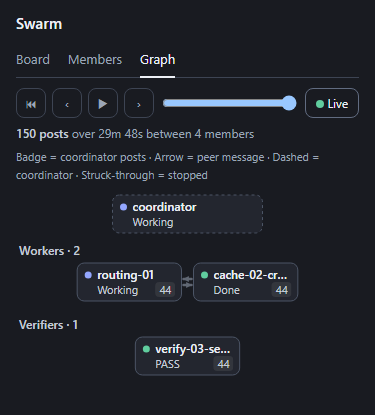 Swarm
Board Members Graph
Live
150 posts over 29m 48s between 4 members
Badge = coordinator posts · Arrow = peer message · Dashed =
coordinator · Struck-through = stopped
coordinator
Working
Workers · 2
routing-01 cache-02-cr...
Working 44 Done 44
Verifiers · 1
verify-03-se...
PASS 44